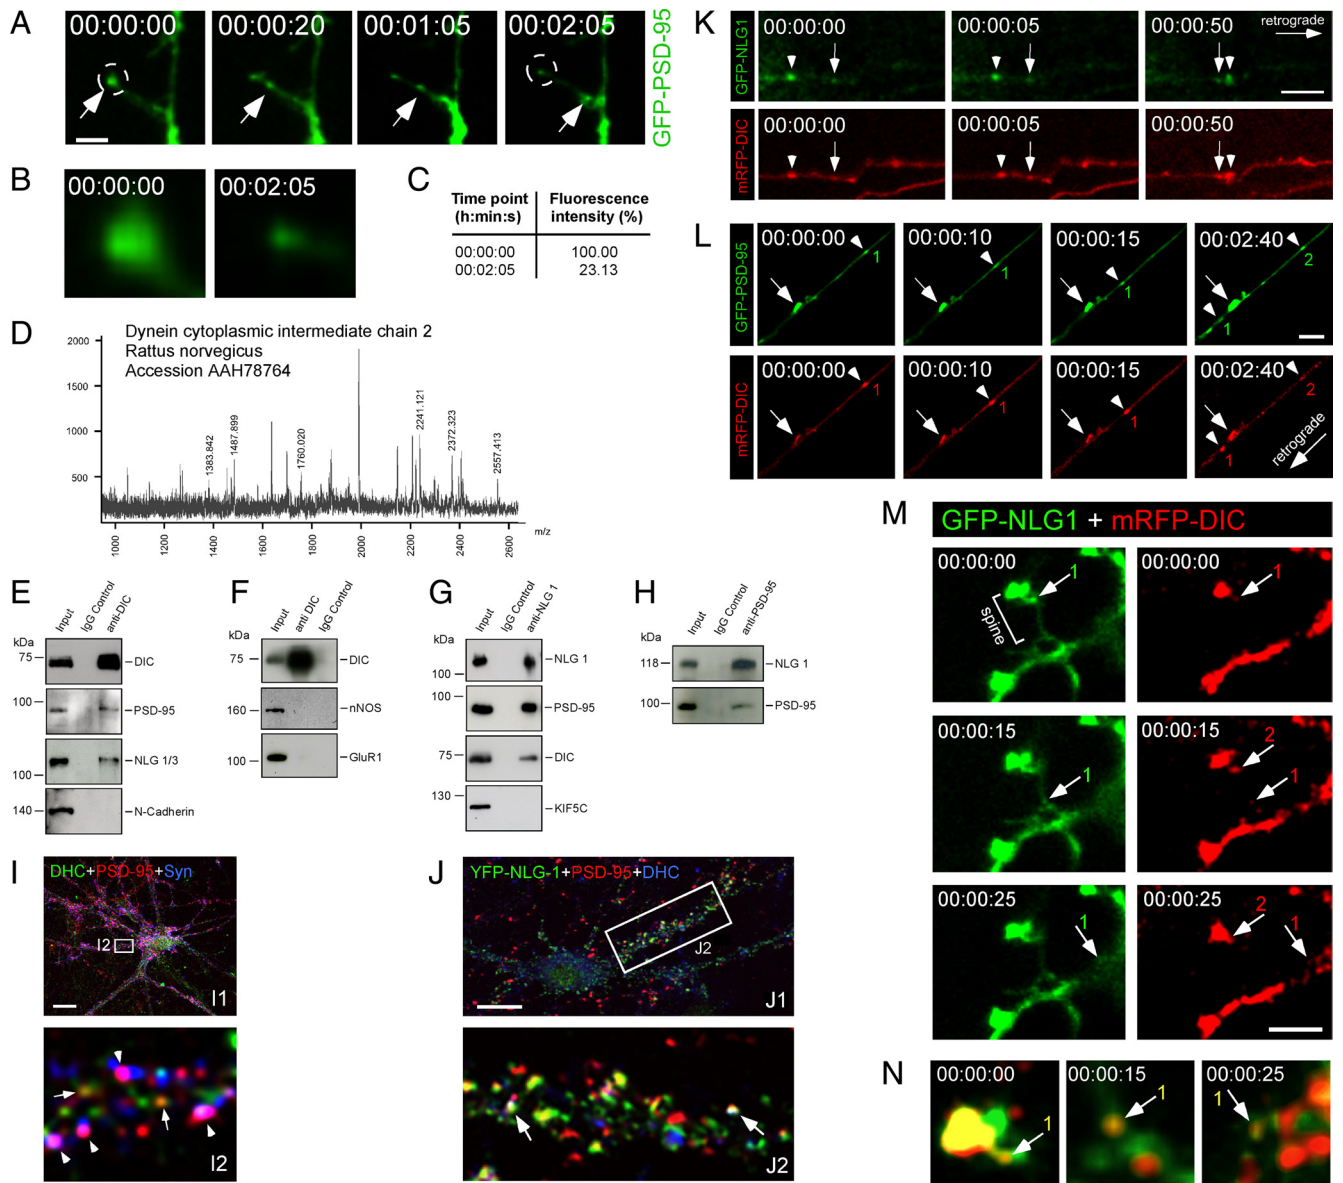 A
00:00:00
00:00:20
00:01:05
00:02:05
GFP-PSD-95
B
00:00:00
00:02:05
C
Time point (h:min:s)
Fluorescence intensity (%)
00:00:00 100.00
00:02:05 23.13
D
Dynein cytoplasmic intermediate chain 2
Rattus norvegicus
Accession AAH78764
2000
1500
1000
500
1383.842
1487.899
1760.020
2241.121
2372.323
2557.413
1000 1200 1400 1600 1800 2000 2200 2400 2600
m/z
E
Input
IgG Control
anti-DIC
kDa
75
DIC
100
PSD-95
100
NLG 1/3
140
N-Cadherin
F
Input
anti DIC
IgG Control
kDa
75
DIC
160
nNOS
100
GluR1
G
Input
IgG Control
anti-NLG 1
kDa
100
NLG 1
100
PSD-95
75
DIC
130
KIF5C
H
Input
IgG Control
anti-PSD-95
kDa
118
NLG 1
100
PSD-95
I
DHC+PSD-95+Syn
I2
I1
I2
J
YFP-NLG-1+PSD-95+DHC
J2
J1
J2
K
GFP-NLG1
00:00:00
00:00:05
00:00:50
retrograde
mRFP-DIC
00:00:00
00:00:05
00:00:50
L
GFP-PSD-95
00:00:00
1
00:00:10
1
00:00:15
1
00:02:40
2
1
mRFP-DIC
00:00:00
1
00:00:10
1
00:00:15
1
00:02:40
2
1
retrograde
M
GFP-NLG1 + mRFP-DIC
00:00:00
1
spine
00:00:00
1
00:00:15
1
00:00:15
2
1
00:00:25
1
00:00:25
2
1
N
00:00:00
1
00:00:15
1
00:00:25
1